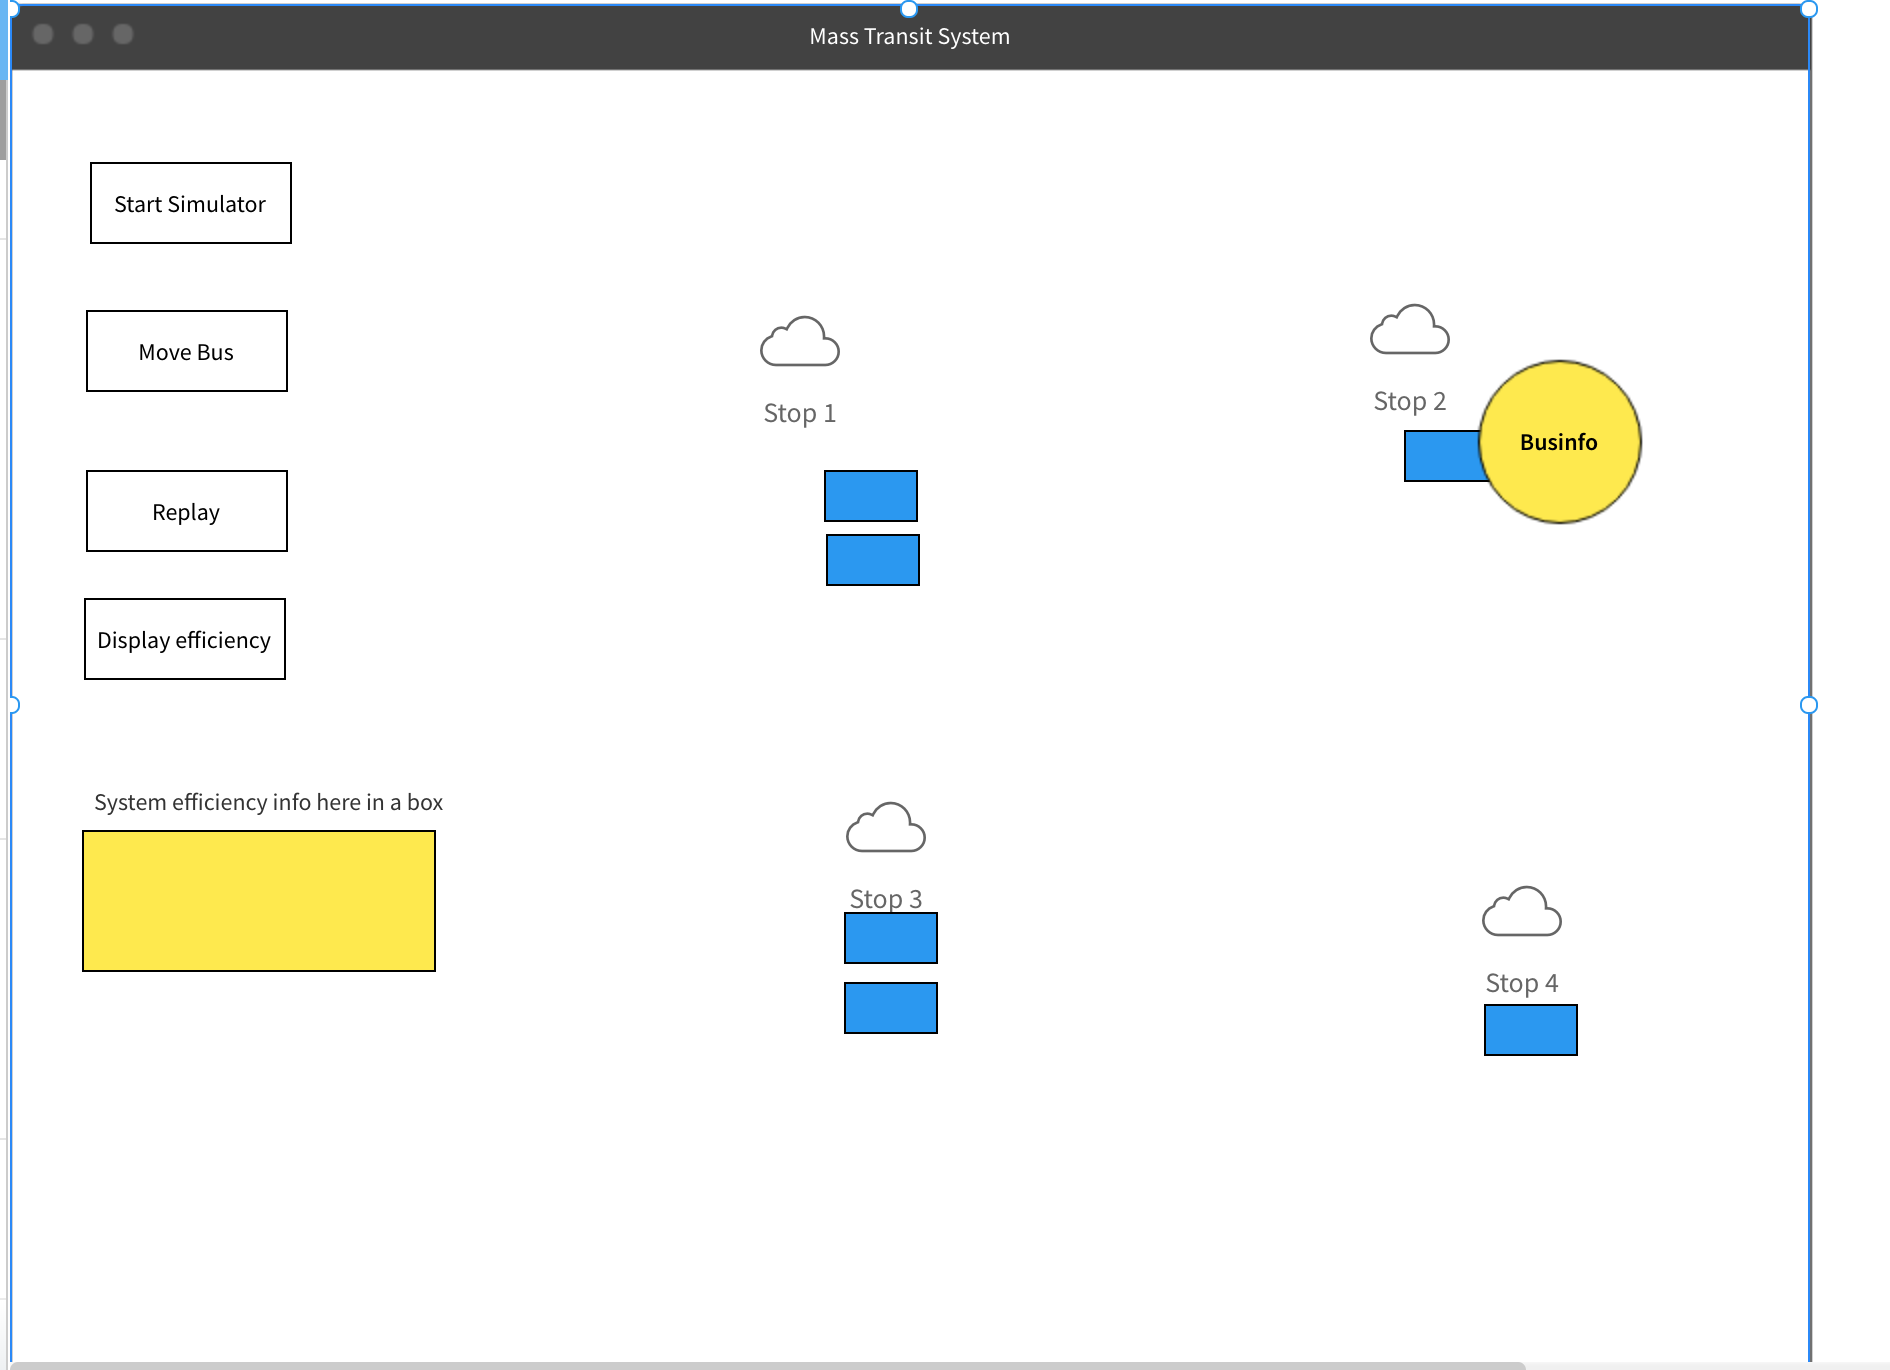 Mass Transit System
Start Simulator
Move Bus
Replay
Display efficiency
System efficiency info here in a box
Stop 1
Stop 2
Businfo
Stop 3
Stop 4